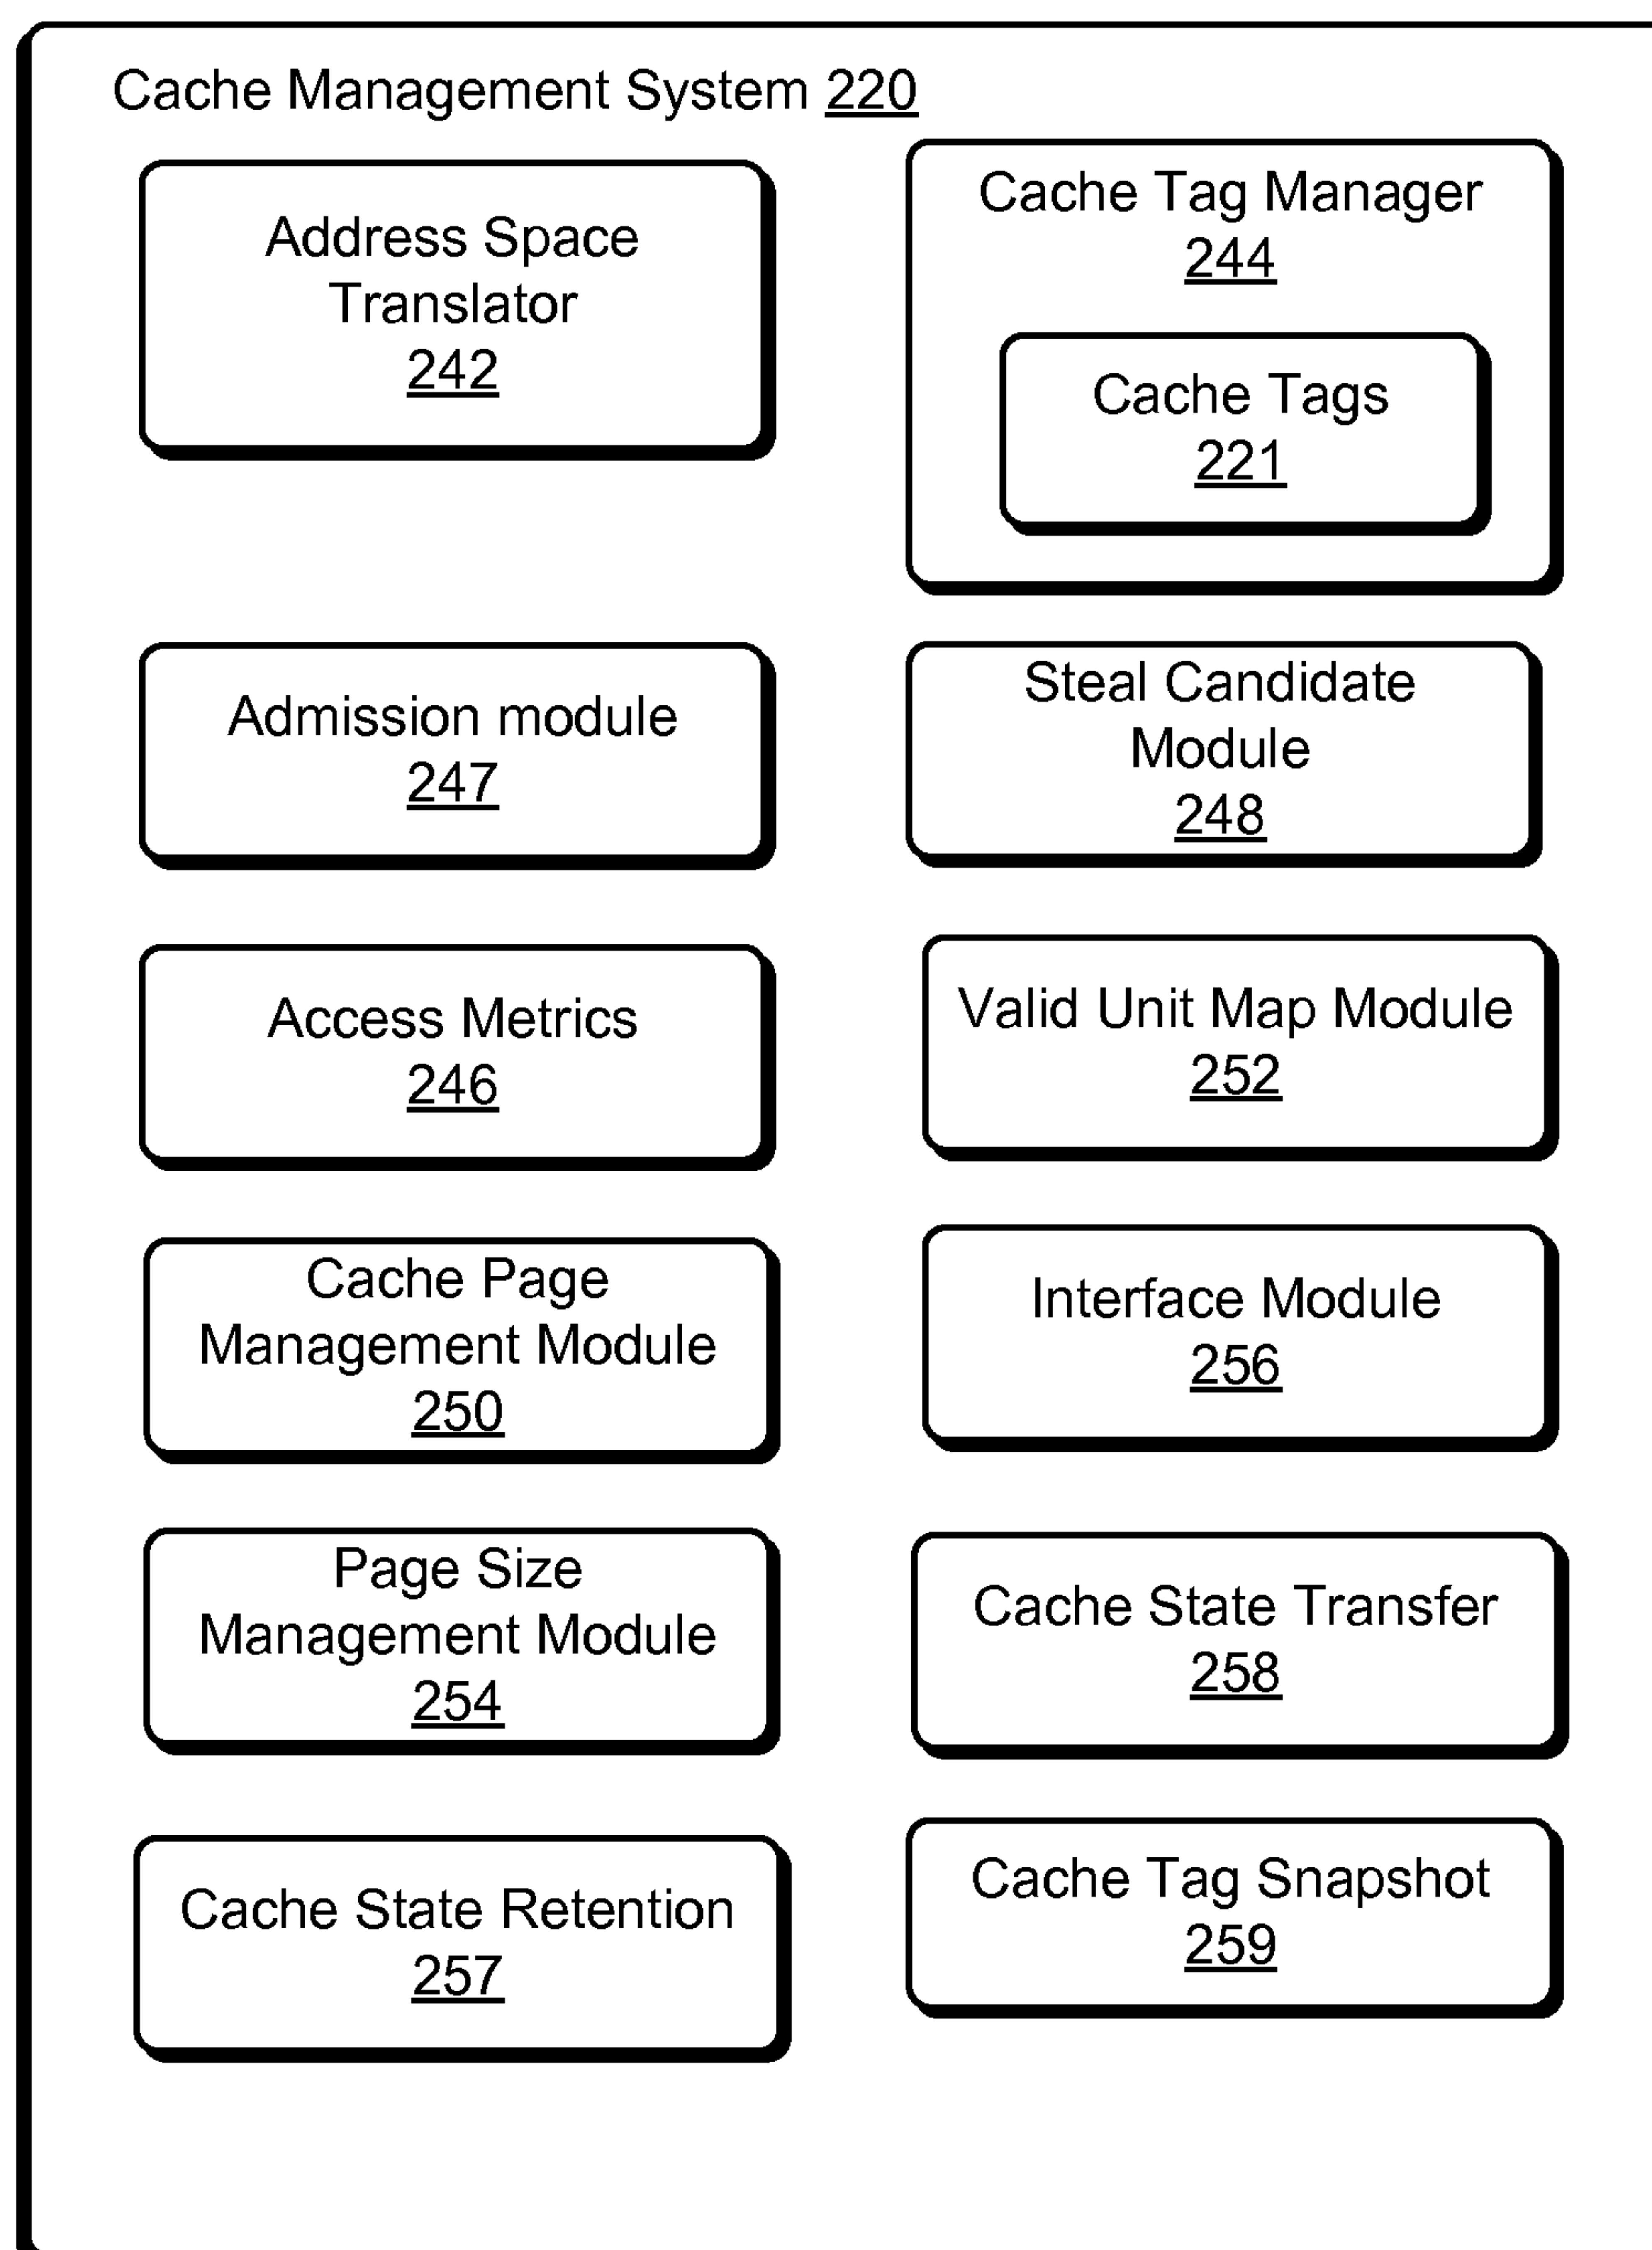 Cache Management System 220
Address Space
Translator
242
Cache Tag Manager
244
Cache Tags
221
Admission module
247
Steal Candidate
Module
248
Access Metrics
246
Valid Unit Map Module
252
Cache Page
Management Module
250
Interface Module
256
Page Size
Management Module
254
Cache State Transfer
258
Cache State Retention
257
Cache Tag Snapshot
259